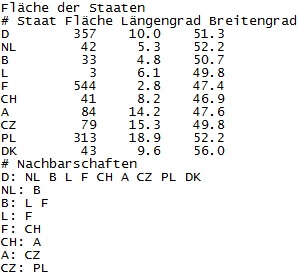 Fläche der Staaten
# Staat Fläche Längengrad Breitengrad
D 357 10.0 51.3
NL 42 5.3 52.2
B 33 4.8 50.7
L 3 6.1 49.8
F 544 2.8 47.4
CH 41 8.2 46.9
A 84 14.2 47.6
CZ 79 15.3 49.8
PL 313 18.9 52.2
DK 43 9.6 56.0
# Nachbarschaften
D: NL B L F CH A CZ PL DK
NL: B
B: L F
L: F
F: CH
CH: A
A: CZ
CZ: PL